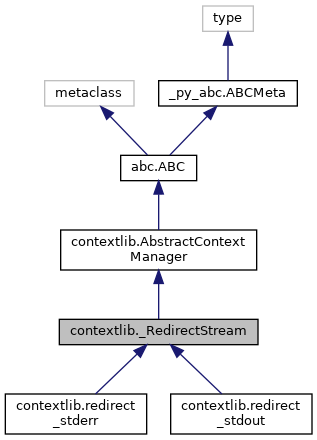 type
metaclass
_py_abc.ABCMeta
abc.ABC
contextlib.AbstractContext
Manager
contextlib._RedirectStream
contextlib.redirect
_stderr
contextlib.redirect
_stdout